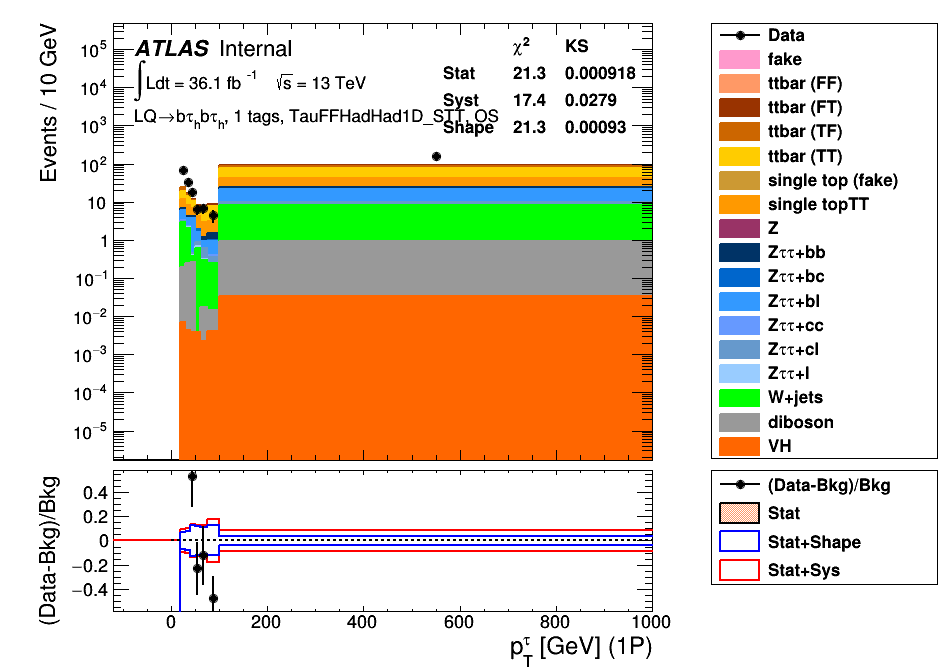 Events / 10 GeV
10⁵
10⁴
10³
10²
10
1
10⁻¹
10⁻²
10⁻³
10⁻⁴
10⁻⁵
ATLAS Internal
∫Ldt = 36.1 fb⁻¹ √s = 13 TeV
LQ→bτₕbτₕ, 1 tags, TauFFHadHad1D_STT, OS
χ² KS
Stat 21.3 0.000918
Syst 17.4 0.0279
Shape 21.3 0.00093
Data
fake
ttbar (FF)
ttbar (FT)
ttbar (TF)
ttbar (TT)
single top (fake)
single topTT
Z
Zττ+bb
Zττ+bc
Zττ+bl
Zττ+cc
Zττ+cl
Zττ+l
W+jets
diboson
VH
(Data-Bkg)/Bkg
0.4
0.2
0
−0.2
−0.4
0 200 400 600 800 1000
p_T^τ [GeV] (1P)
(Data-Bkg)/Bkg
Stat
Stat+Shape
Stat+Sys